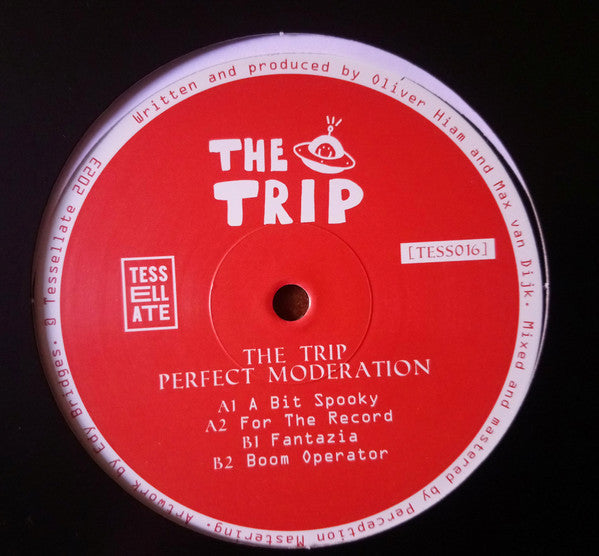 Written and produced by Oliver Hiam and Max van Dijk. Mixed and mastered by Perception Mastering. Artwork by Edy Bridges. ℗ Tessellate 2023
THE
TRIP
[TESS016]
TESS
ELL
ATE
THE TRIP
PERFECT MODERATION
A1 A Bit Spooky
A2 For The Record
B1 Fantazia
B2 Boom Operator